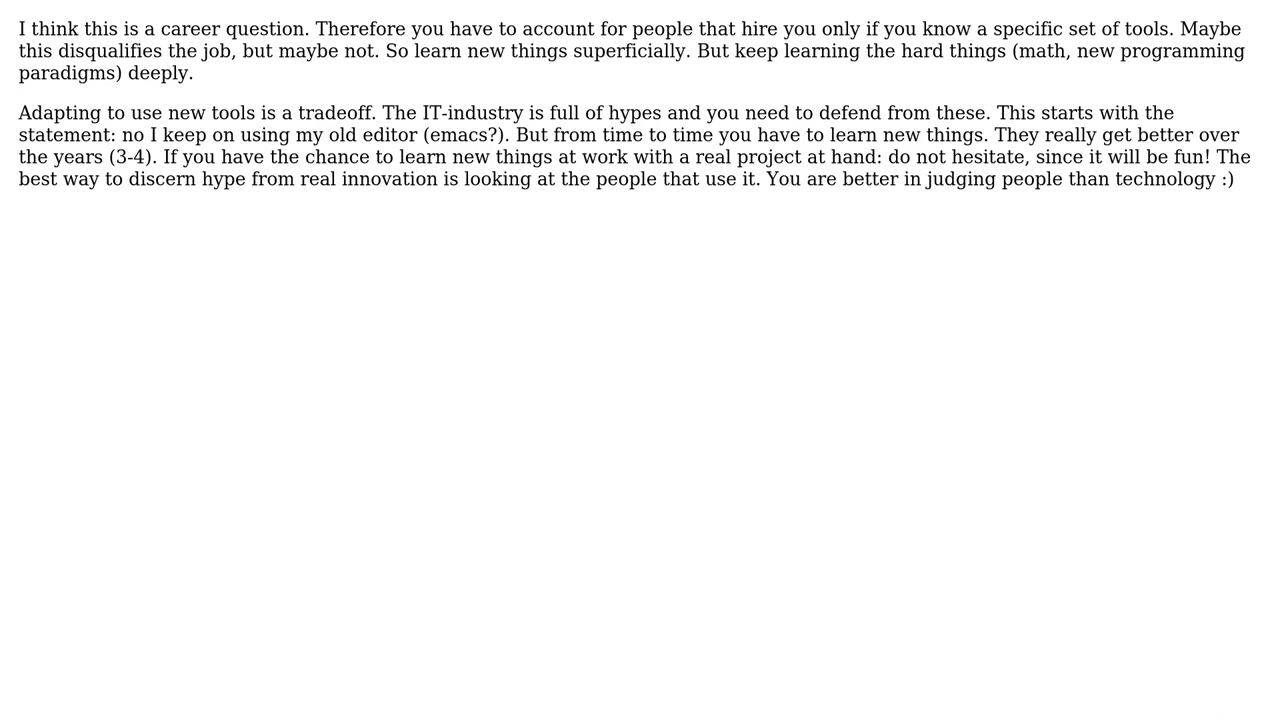 I think this is a career question. Therefore you have to account for people that hire you only if you know a specific set of tools. Maybe
this disqualifies the job, but maybe not. So learn new things superficially. But keep learning the hard things (math, new programming
paradigms) deeply.
Adapting to use new tools is a tradeoff. The IT-industry is full of hypes and you need to defend from these. This starts with the
statement: no I keep on using my old editor (emacs?). But from time to time you have to learn new things. They really get better over
the years (3-4). If you have the chance to learn new things at work with a real project at hand: do not hesitate, since it will be fun! The
best way to discern hype from real innovation is looking at the people that use it. You are better in judging people than technology :)